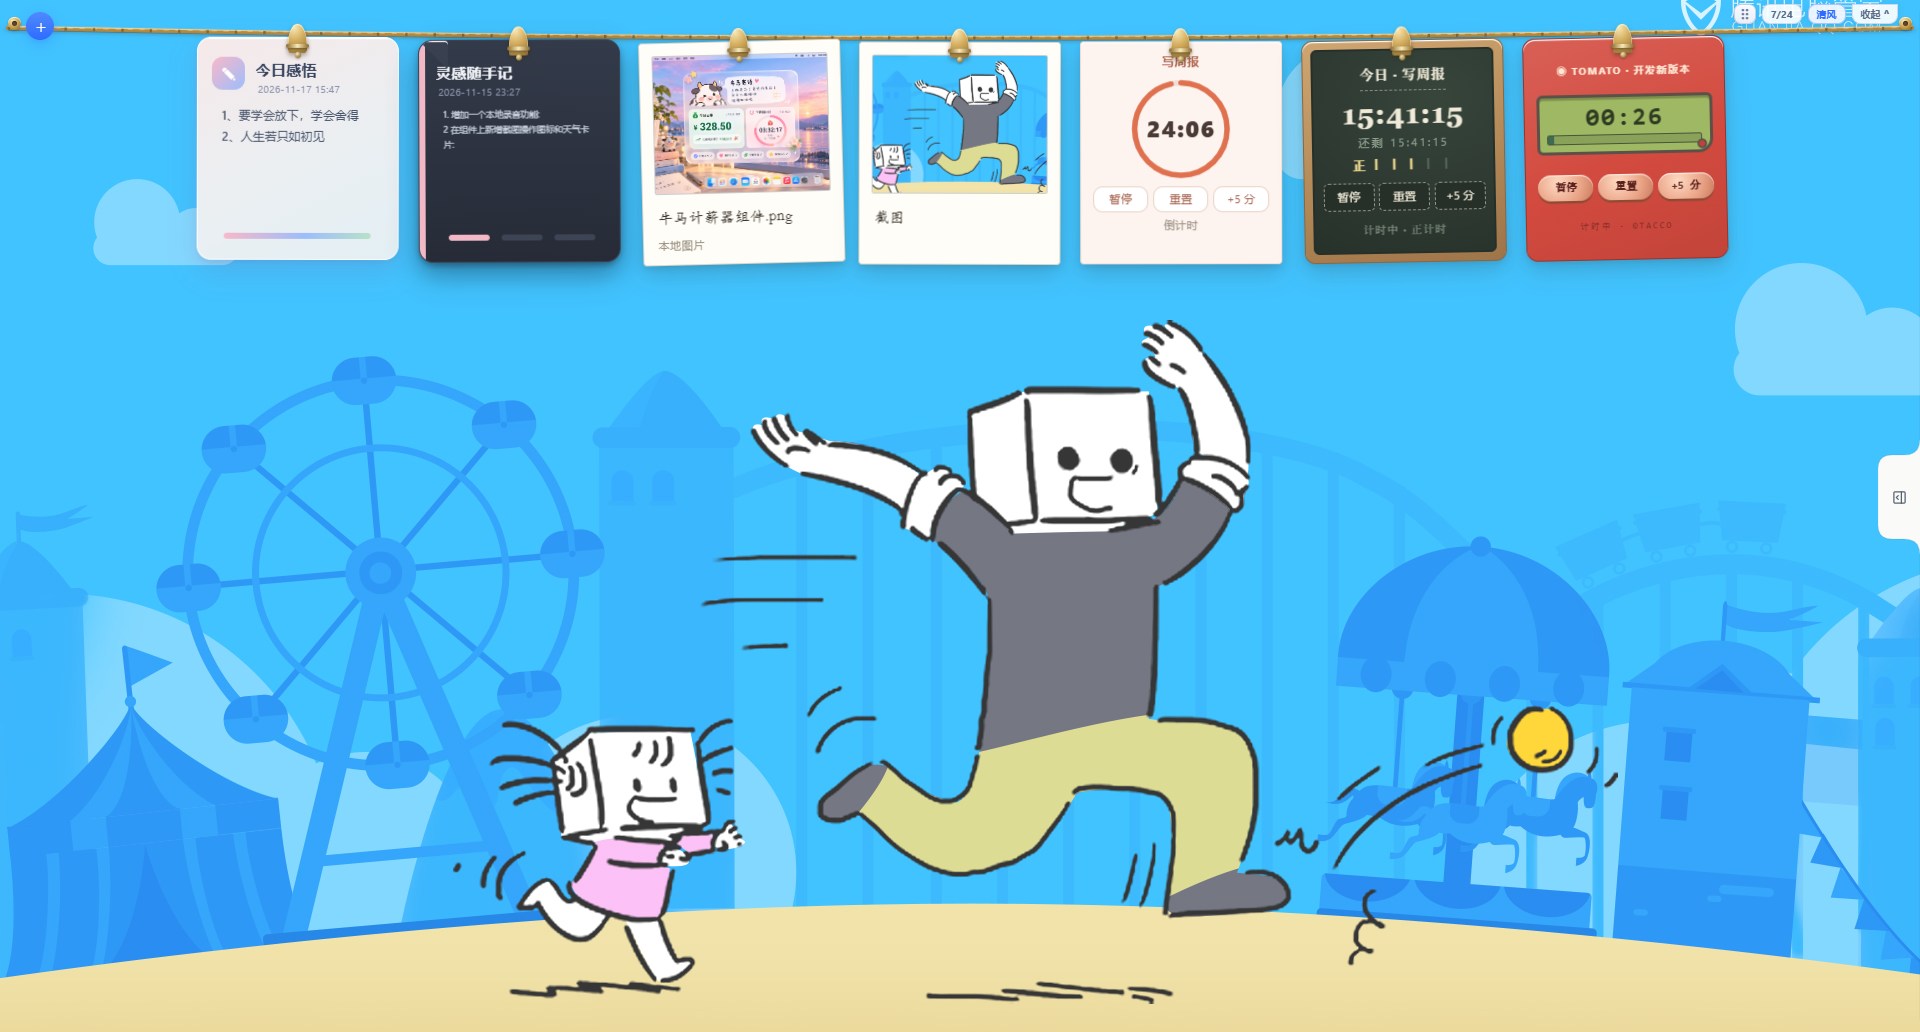 +
7/24
清风
收起 ^
今日感悟
2026-11-17 15:47
1、要学会放下，学会舍得
2、人生若只如初见
灵感随手记
2026-11-15 23:27
1. 增加一个本地录音功能:
2 在组件上新增截图操作图标和天气卡
片:
¥ 328.50
牛马计薪器组件.png
本地图片
截图
写周报
24:06
暂停
重置
+5 分
倒计时
今日 · 写周报
15:41:15
还剩 15:41:15
正
暂停
重置
+5 分
计时中 · 正计时
TOMATO · 开发新版本
00:26
暂停
重置
+5 分
计时中 · OTACCO